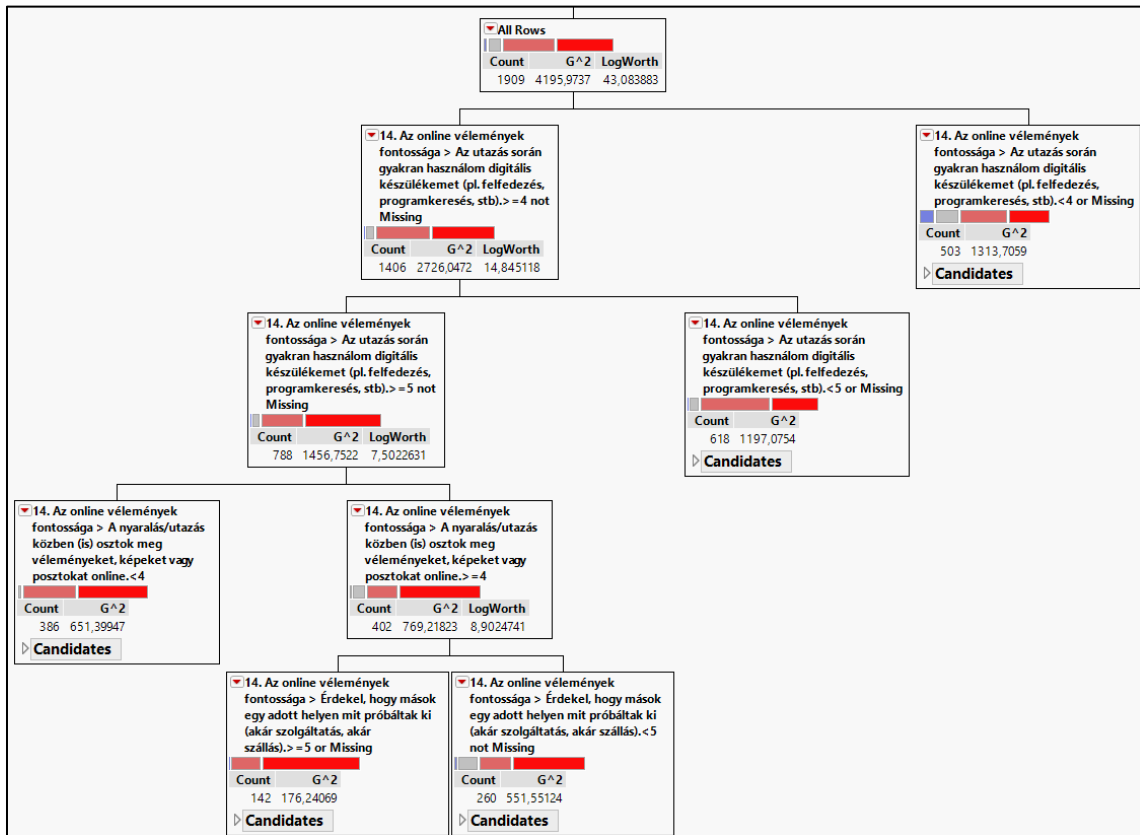 All Rows
Count G^2 LogWorth
1909 4195,9737 43,083883
14. Az online vélemények
fontossága > Az utazás során
gyakran használom digitális
készülékemet (pl. felfedezés,
programkeresés, stb).>=4 not
Missing
Count G^2 LogWorth
1406 2726,0472 14,845118
14. Az online vélemények
fontossága > Az utazás során
gyakran használom digitális
készülékemet (pl. felfedezés,
programkeresés, stb).<4 or Missing
Count G^2
503 1313,7059
Candidates
14. Az online vélemények
fontossága > Az utazás során
gyakran használom digitális
készülékemet (pl. felfedezés,
programkeresés, stb).>=5 not
Missing
Count G^2 LogWorth
788 1456,7522 7,5022631
14. Az online vélemények
fontossága > Az utazás során
gyakran használom digitális
készülékemet (pl. felfedezés,
programkeresés, stb).<5 or Missing
Count G^2
618 1197,0754
Candidates
14. Az online vélemények
fontossága > A nyaralás/utazás
közben (is) osztok meg
véleményeket, képeket vagy
posztokat online.<4
Count G^2
386 651,39947
Candidates
14. Az online vélemények
fontossága > A nyaralás/utazás
közben (is) osztok meg
véleményeket, képeket vagy
posztokat online.>=4
Count G^2 LogWorth
402 769,21823 8,9024741
14. Az online vélemények
fontossága > Érdekel, hogy mások
egy adott helyen mit próbáltak ki
(akár szolgáltatás, akár
szállás).>=5 or Missing
Count G^2
142 176,24069
Candidates
14. Az online vélemények
fontossága > Érdekel, hogy mások
egy adott helyen mit próbáltak ki
(akár szolgáltatás, akár szállás).<5
not Missing
Count G^2
260 551,55124
Candidates